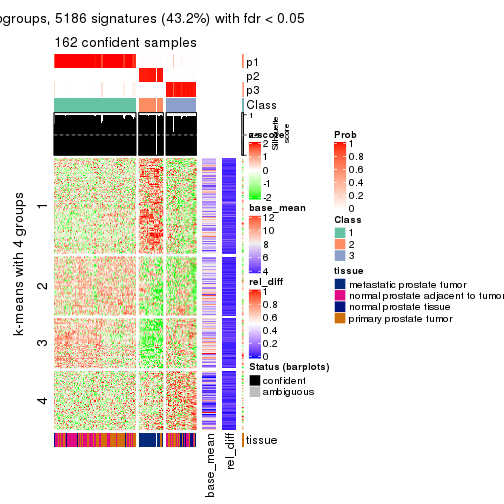 ogroups, 5186 signatures (43.2%) with fdr < 0.05
162 confident samples
p1
p2
p3
Class
1
Silhouette
score
z-score
2
1
0
-1
-2
base_mean
12
10
8
6
4
rel_diff
1
0.8
0.6
0.4
0.2
0
Status (barplots)
confident
ambiguous
Prob
1
0.8
0.6
0.4
0.2
0
Class
1
2
3
tissue
metastatic prostate tumor
normal prostate adjacent to tumor
normal prostate tissue
primary prostate tumor
k-means with 4 groups
1
2
3
4
base_mean
rel_diff
tissue